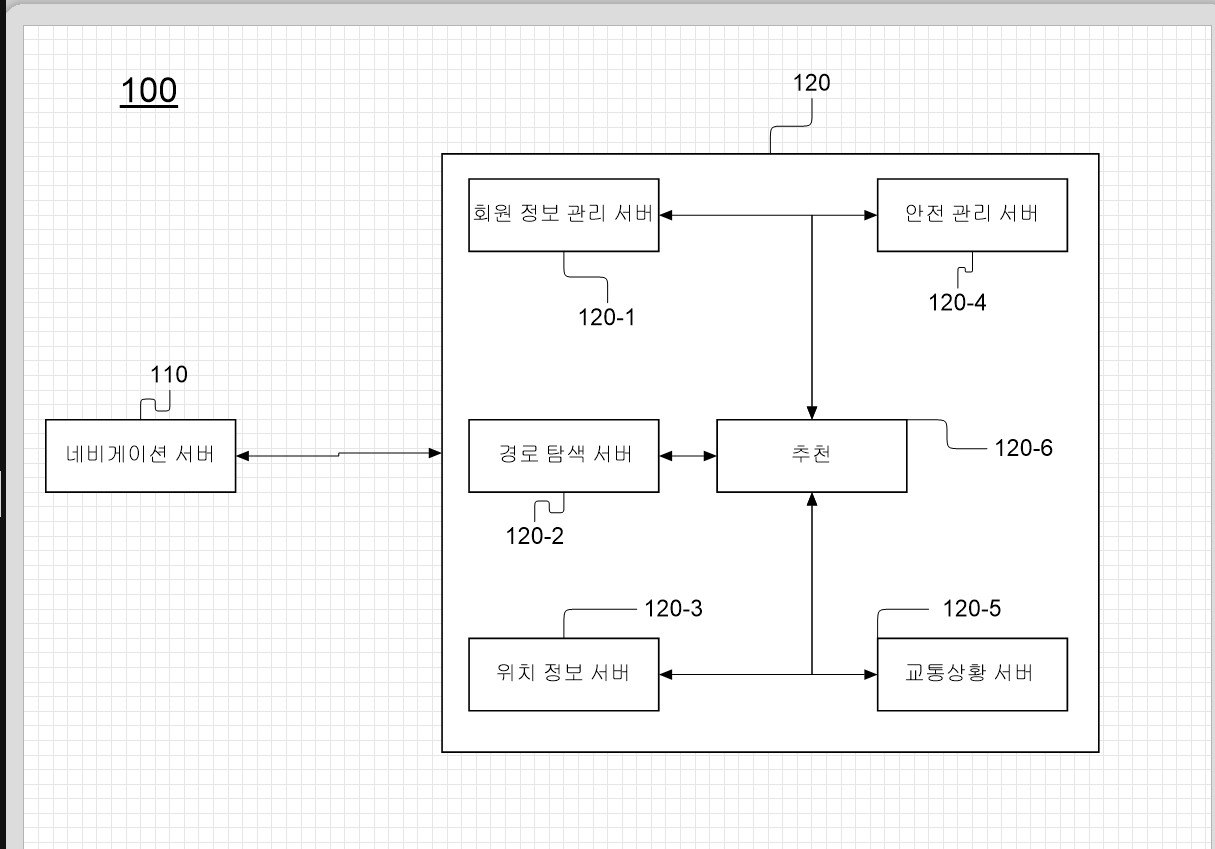 100
120
회원 정보 관리 서버
안전 관리 서버
120-1
120-4
110
네비게이션 서버
경로 탐색 서버
추천
120-6
120-2
120-3
120-5
위치 정보 서버
교통상황 서버